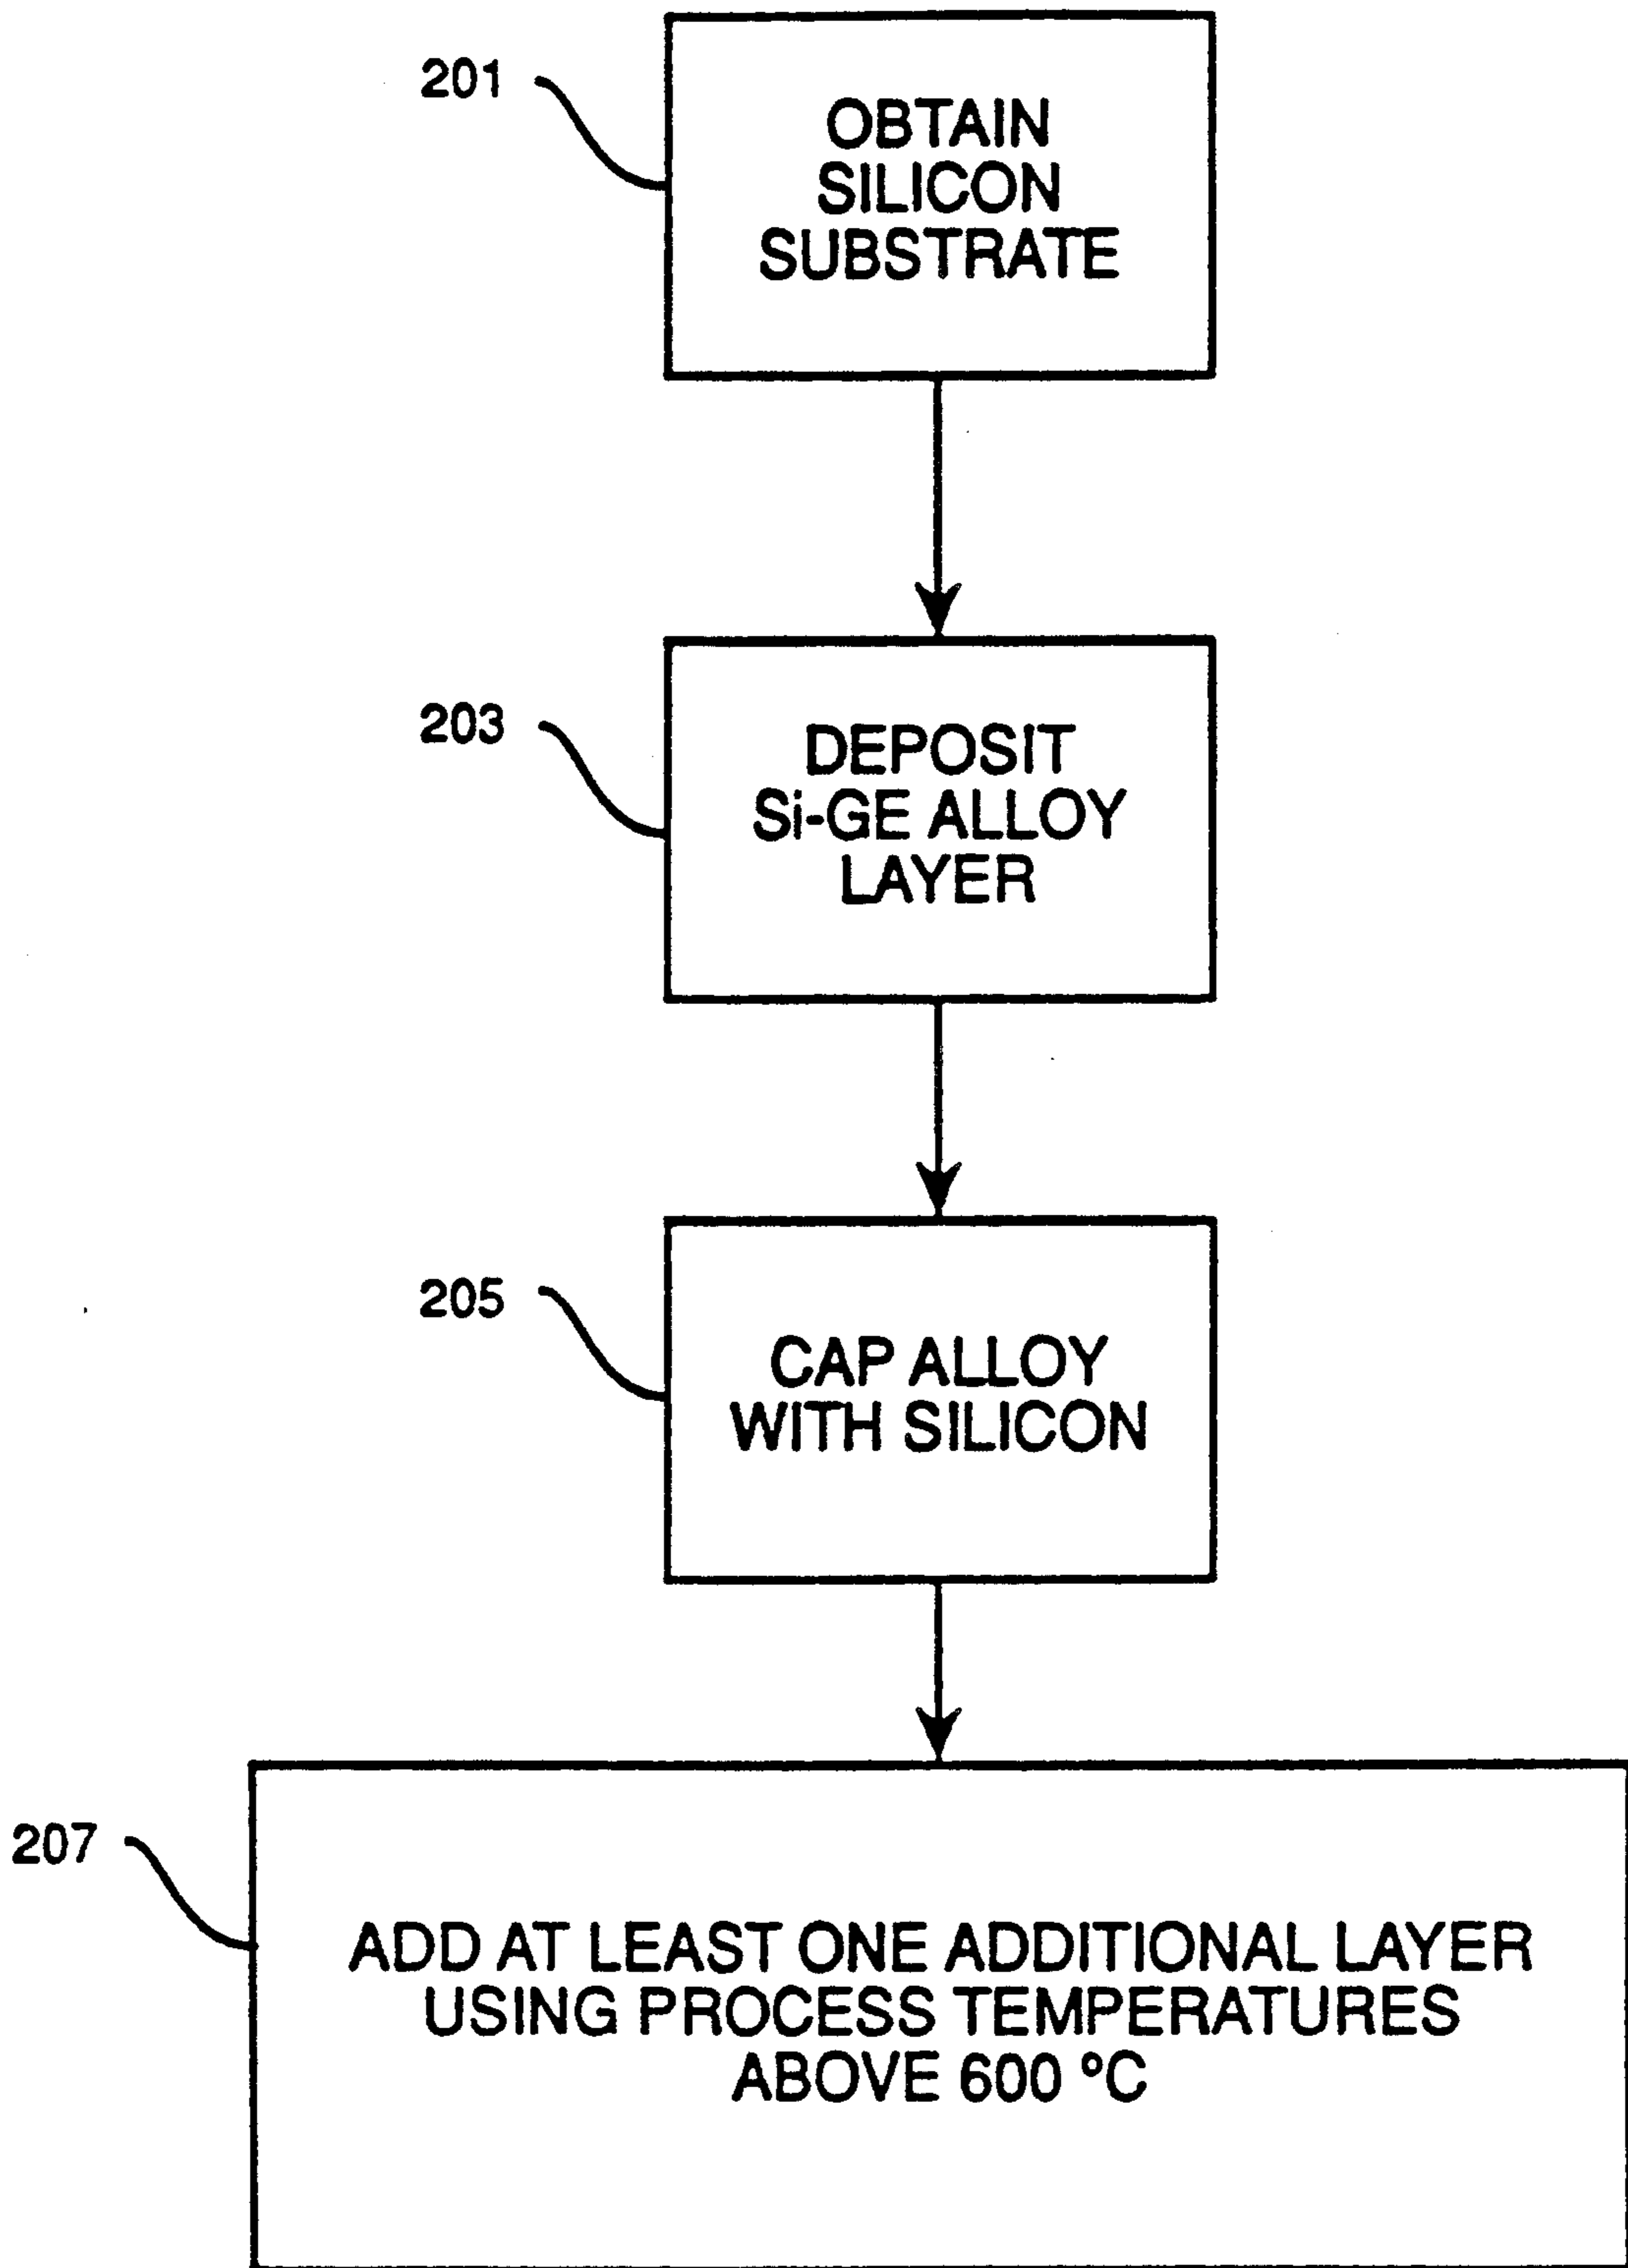 201
OBTAIN
SILICON
SUBSTRATE
203
DEPOSIT
Si-GE ALLOY
LAYER
205
CAP ALLOY
WITH SILICON
207
ADD AT LEAST ONE ADDITIONAL LAYER
USING PROCESS TEMPERATURES
ABOVE 600 °C